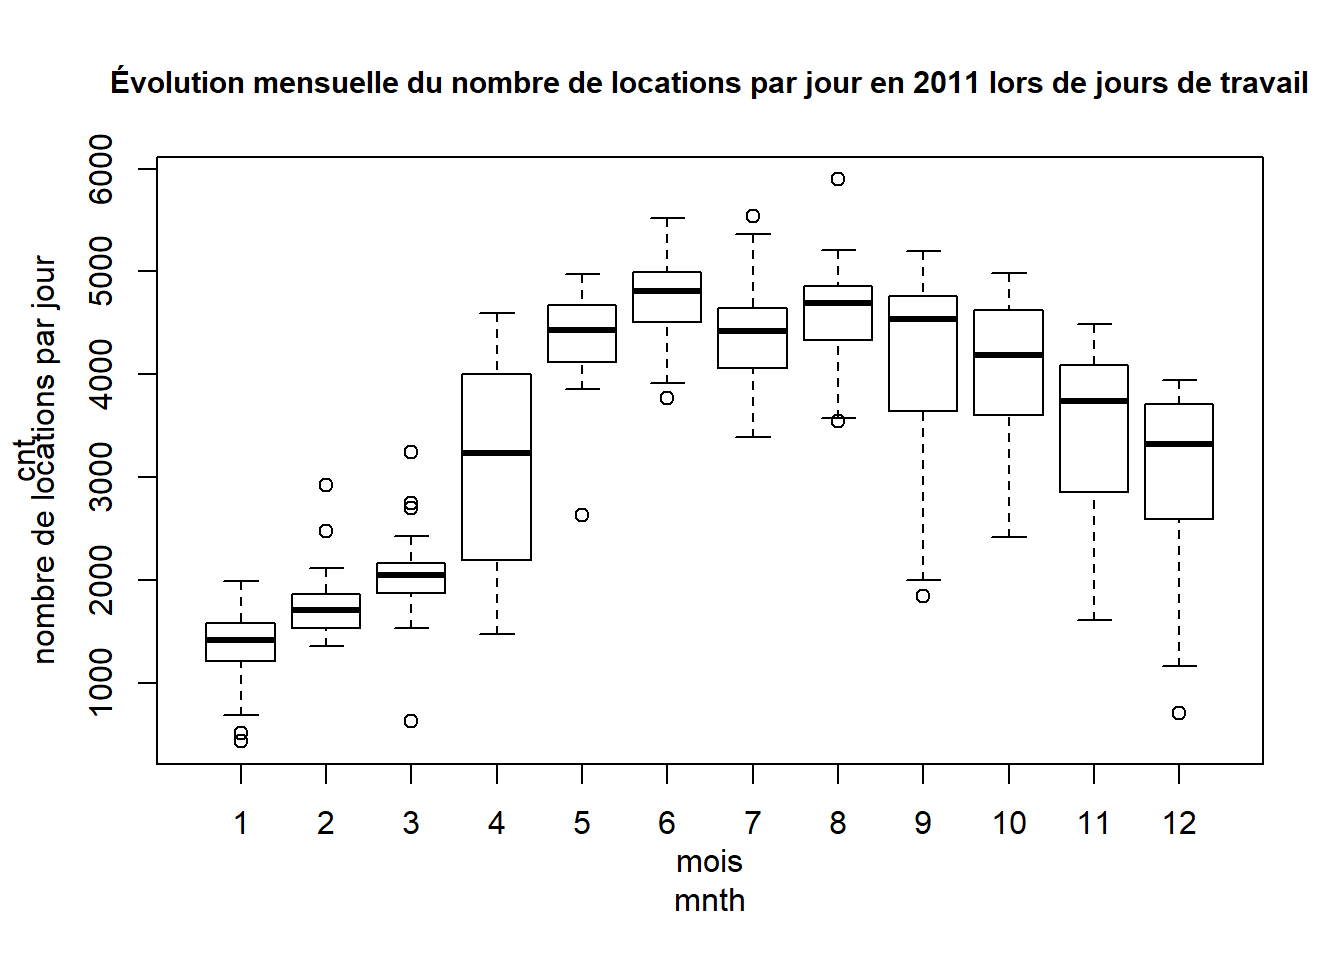 Évolution mensuelle du nombre de locations par jour en 2011 lors de jours de travail
cnt
nombre de locations par jour
6000
5000
4000
3000
2000
1000
1 2 3 4 5 6 7 8 9 10 11 12
mois
mnth